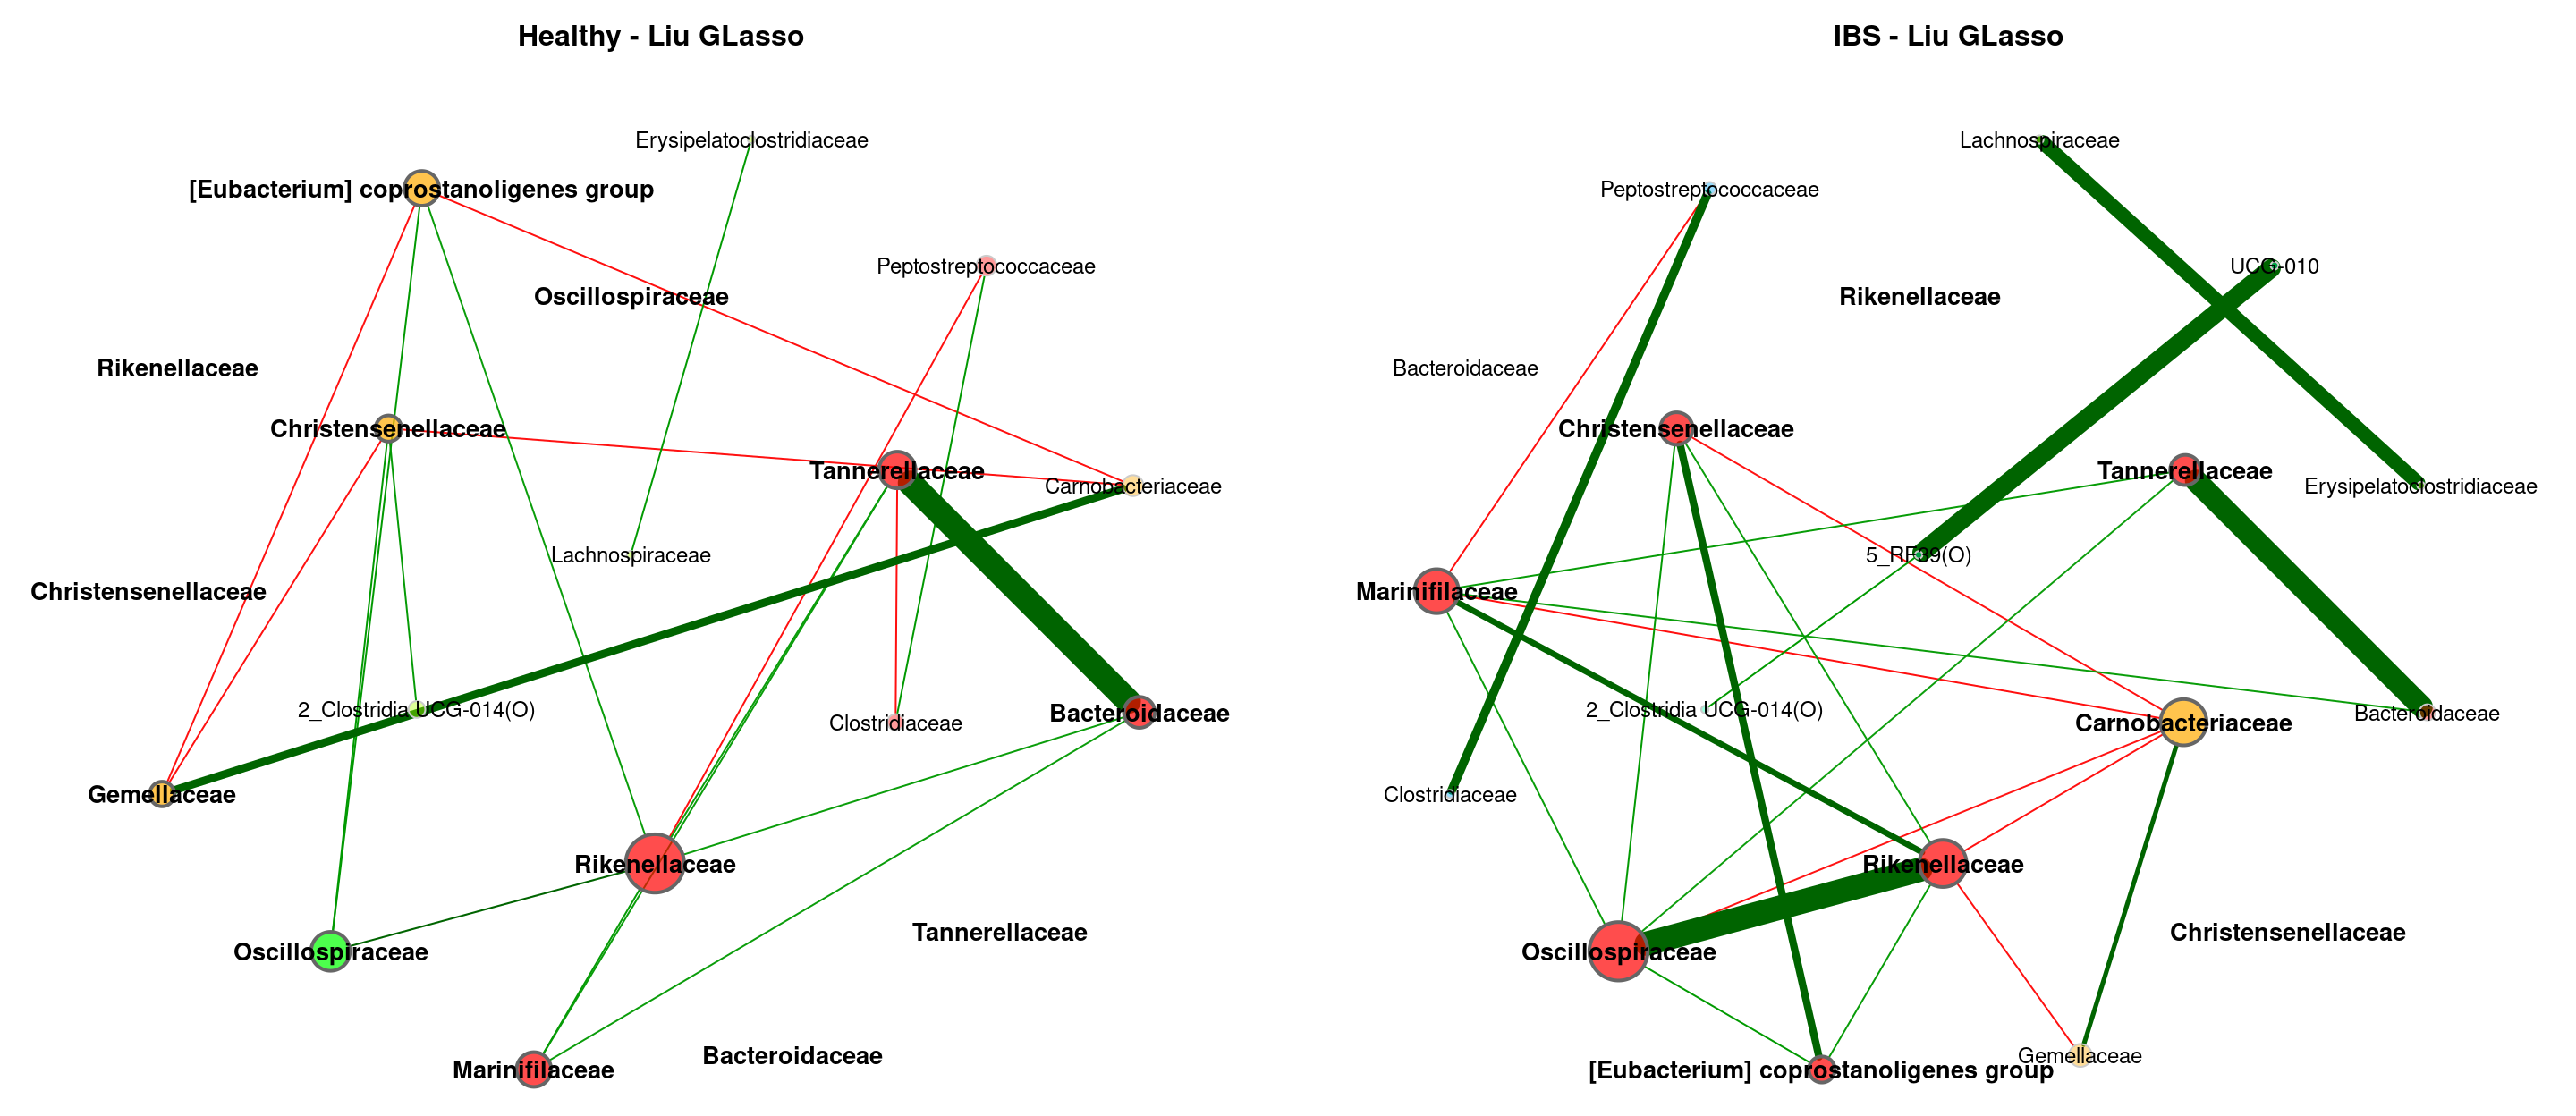 Healthy - Liu GLasso
Erysipelatoclostridiaceae
[Eubacterium] coprostanoligenes group
Peptostreptococcaceae
Oscillospiraceae
Rikenellaceae
Christensenellaceae
Tannerellaceae
Carnobacteriaceae
Lachnospiraceae
Christensenellaceae
2_Clostridia UCG-014(O)
Clostridiaceae
Bacteroidaceae
Gemellaceae
Rikenellaceae
Tannerellaceae
Oscillospiraceae
Bacteroidaceae
Marinifilaceae
IBS - Liu GLasso
Lachnospiraceae
Peptostreptococcaceae
UCG-010
Rikenellaceae
Bacteroidaceae
Christensenellaceae
Tannerellaceae
Erysipelatoclostridiaceae
5_RF39(O)
Marinifilaceae
2_Clostridia UCG-014(O)
Bacteroidaceae
Carnobacteriaceae
Clostridiaceae
Rikenellaceae
Christensenellaceae
Oscillospiraceae
Gemellaceae
[Eubacterium] coprostanoligenes group